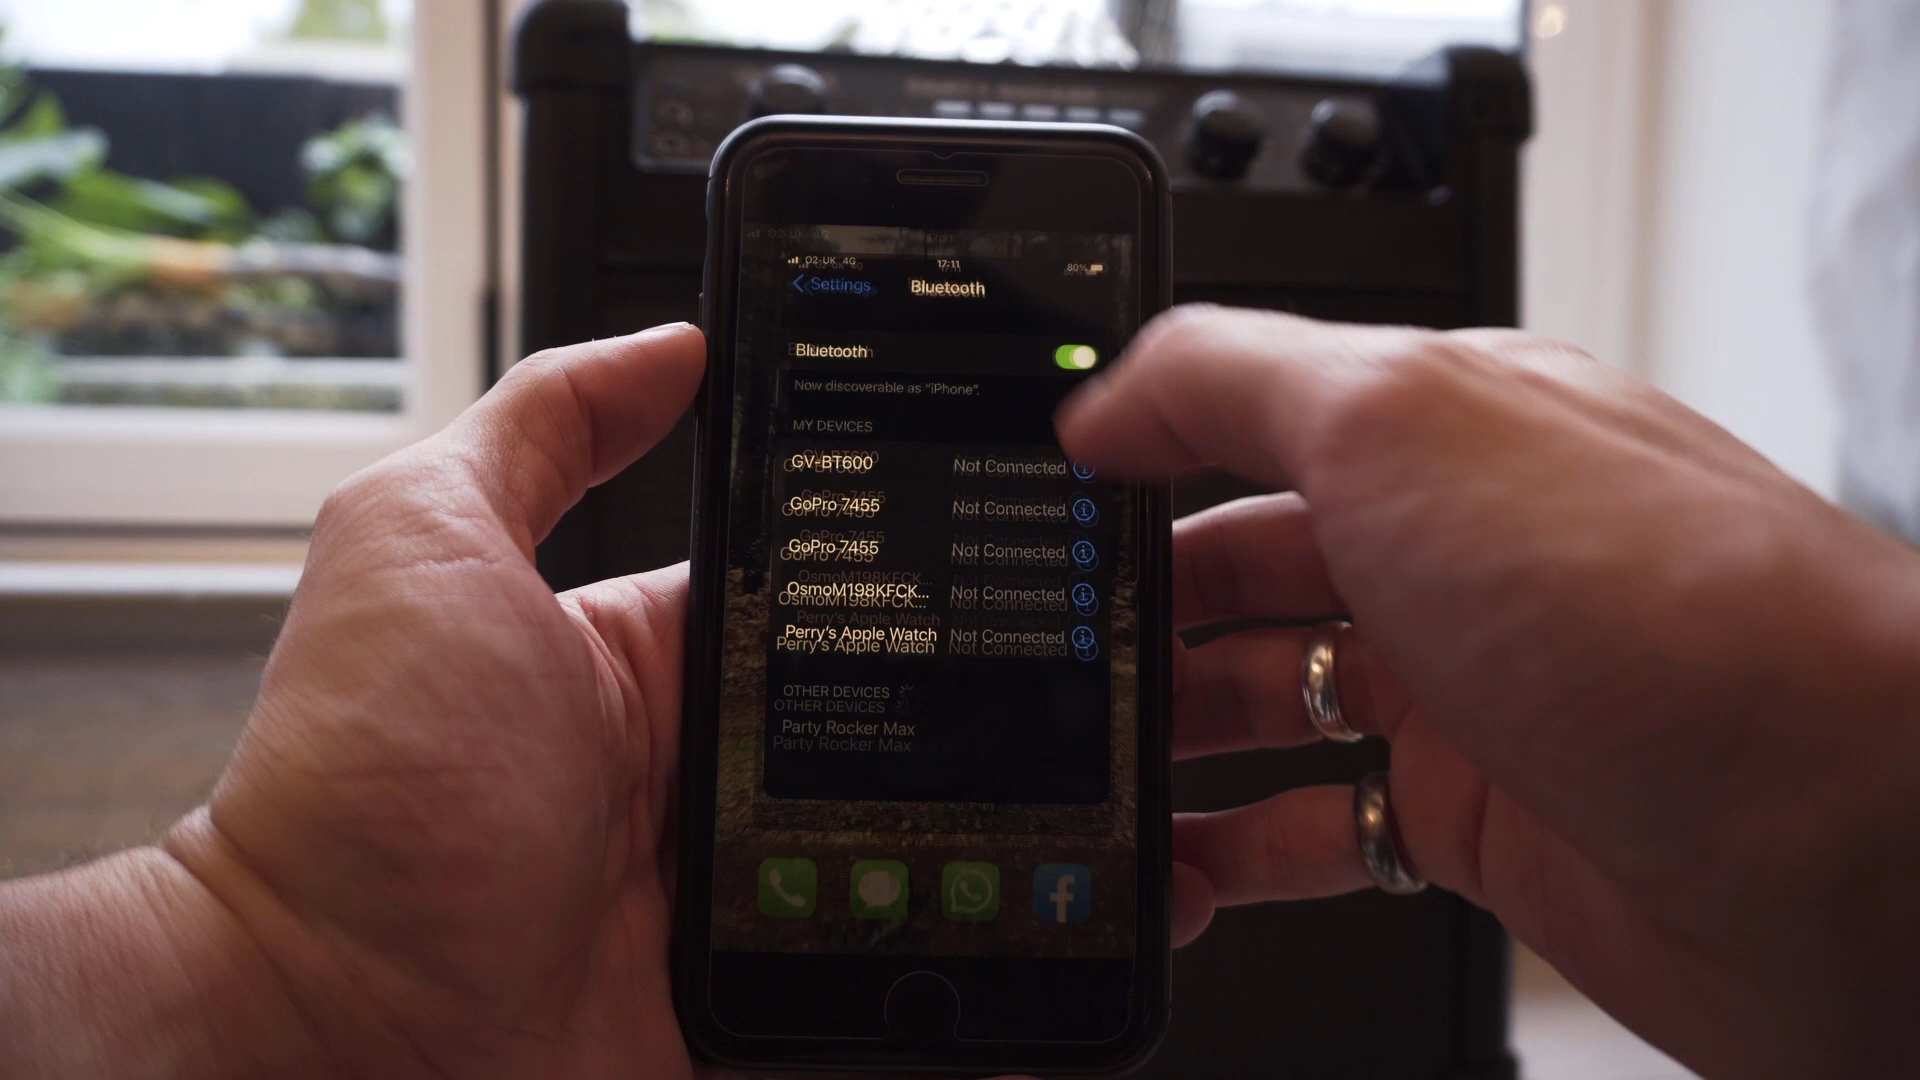 O2-UK 4G 17:11 80%
Settings Bluetooth
Bluetooth
Now discoverable as “iPhone”.
MY DEVICES
GV-BT600 Not Connected
GoPro 7455 Not Connected
GoPro 7455 Not Connected
OsmoM198KFCK... Not Connected
Perry's Apple Watch Not Connected
OTHER DEVICES
Party Rocker Max